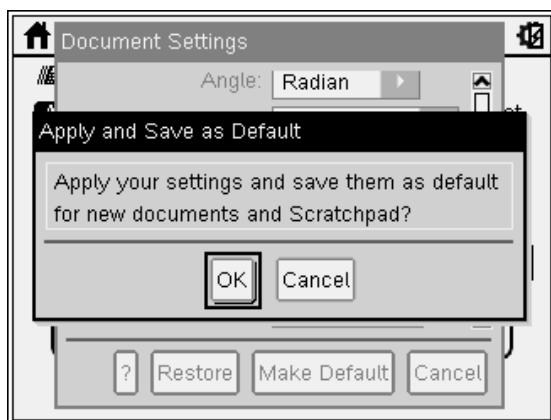 Document Settings
Angle: Radian
Apply and Save as Default
Apply your settings and save them as default
for new documents and Scratchpad?
OK Cancel
? Restore Make Default Cancel